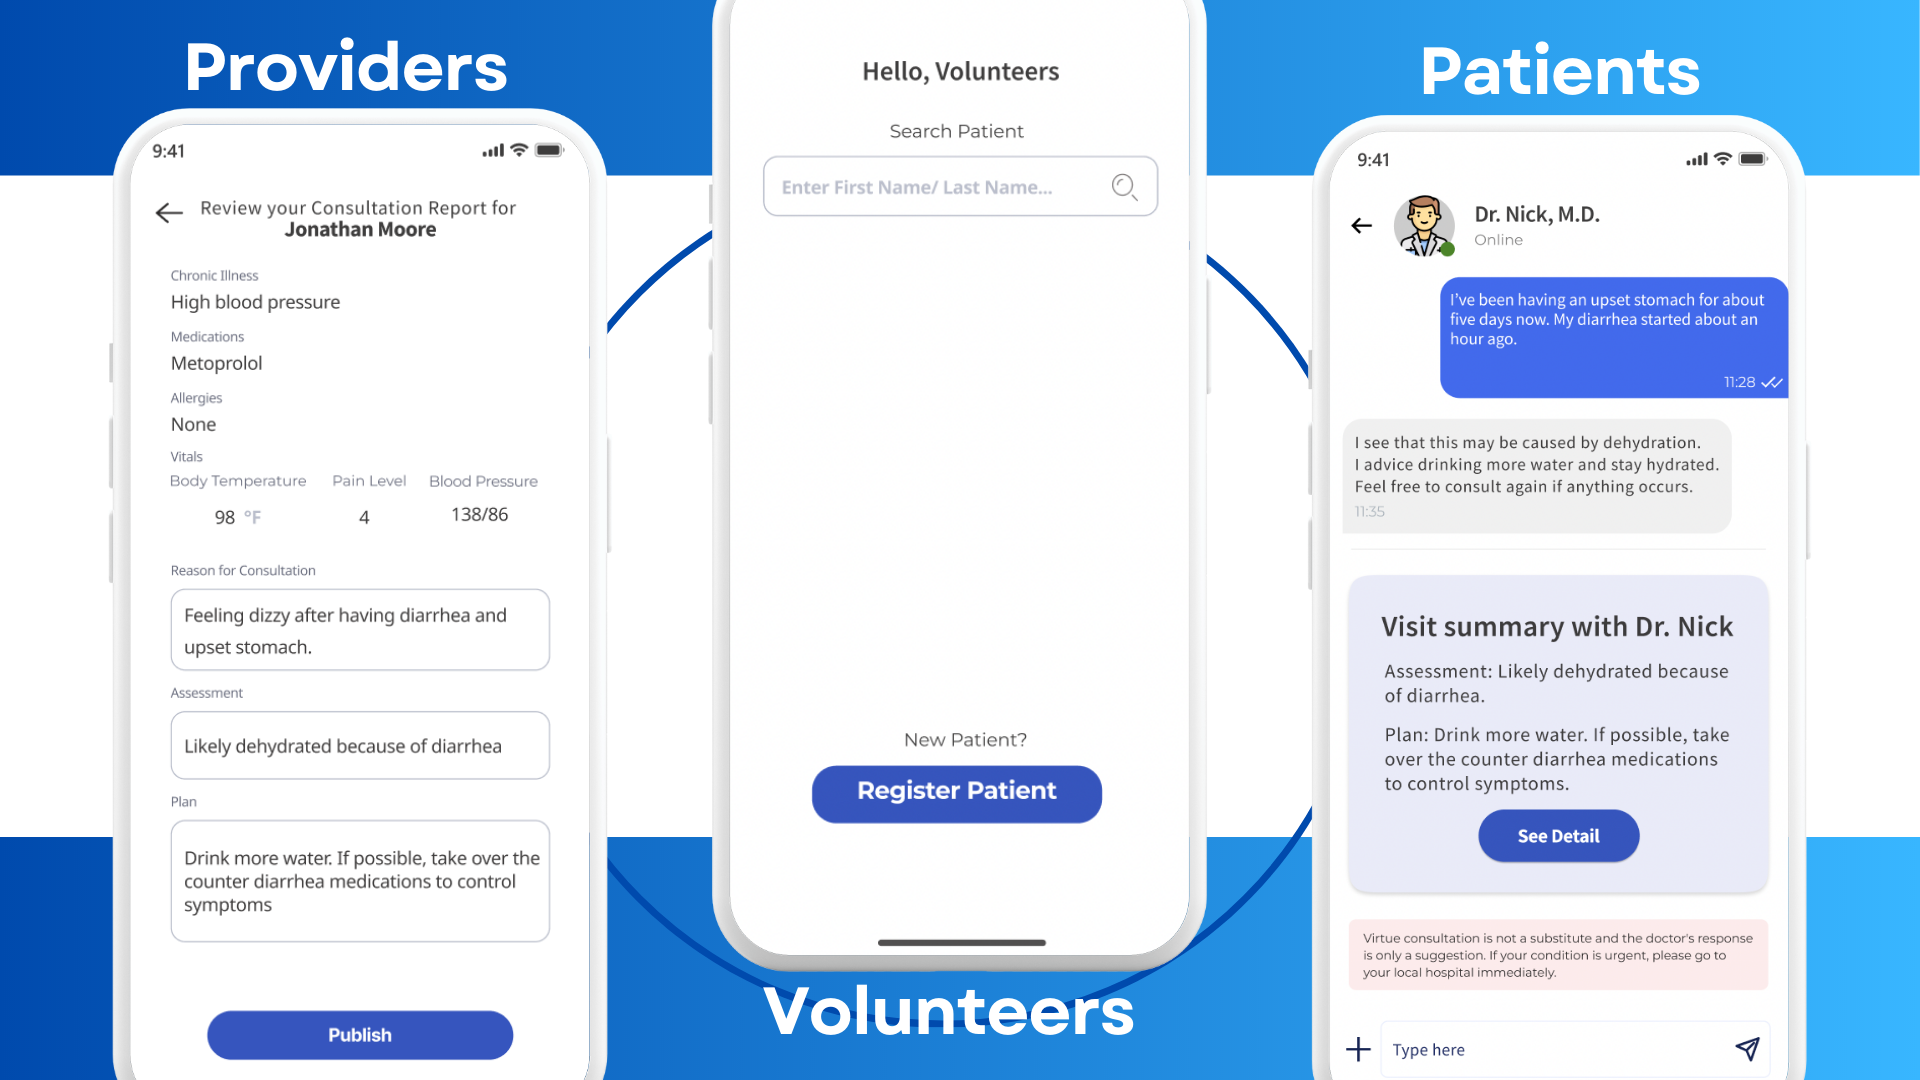 Providers
9:41
Review your Consultation Report for
Jonathan Moore
Chronic Illness
High blood pressure
Medications
Metoprolol
Allergies
None
Vitals
Body Temperature Pain Level Blood Pressure
98 °F 4 138/86
Reason for Consultation
Feeling dizzy after having diarrhea and
upset stomach.
Assessment
Likely dehydrated because of diarrhea
Plan
Drink more water. If possible, take over the
counter diarrhea medications to control
symptoms
Publish
Hello, Volunteers
Search Patient
Enter First Name/ Last Name...
New Patient?
Register Patient
Volunteers
Patients
9:41
Dr. Nick, M.D.
Online
I've been having an upset stomach for about
five days now. My diarrhea started about an
hour ago.
11:28
I see that this may be caused by dehydration.
I advice drinking more water and stay hydrated.
Feel free to consult again if anything occurs.
11:35
Visit summary with Dr. Nick
Assessment: Likely dehydrated because
of diarrhea.
Plan: Drink more water. If possible, take
over the counter diarrhea medications
to control symptoms.
See Detail
Virtue consultation is not a substitute and the doctor's response
is only a suggestion. If your condition is urgent, please go to
your local hospital immediately.
Type here